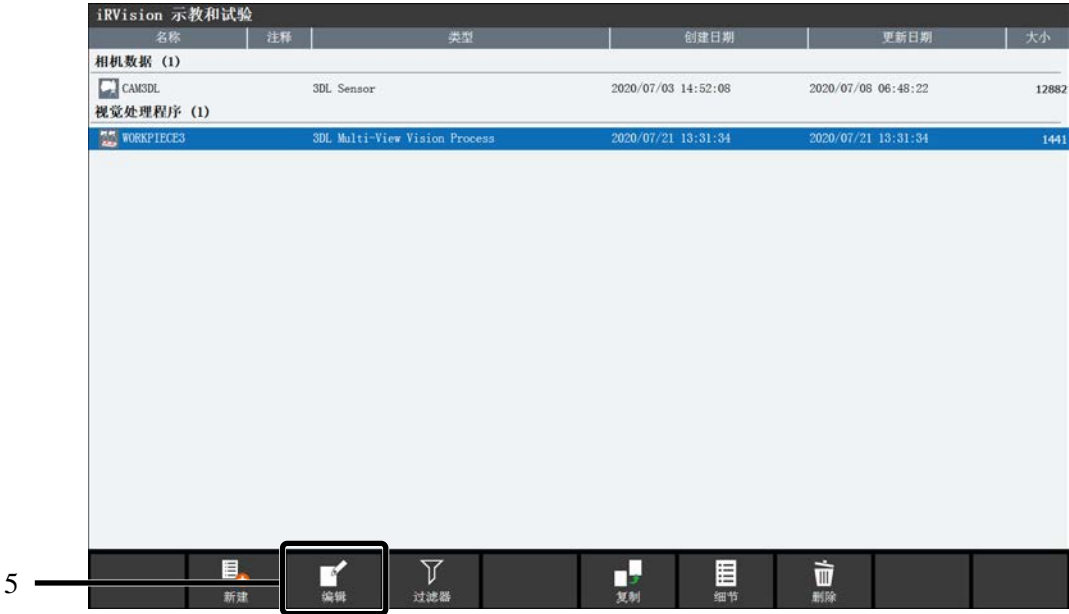 iRVision 示教和试验
名称 注释 类型 创建日期 更新日期 大小
相机数据 (1)
CAM3DL 3DL Sensor 2020/07/03 14:52:08 2020/07/08 06:48:22 12882
视觉处理程序 (1)
WORKPIECE3 3DL Multi-View Vision Process 2020/07/21 13:31:34 2020/07/21 13:31:34 1441
5
新建 编辑 过滤器 复制 细节 删除